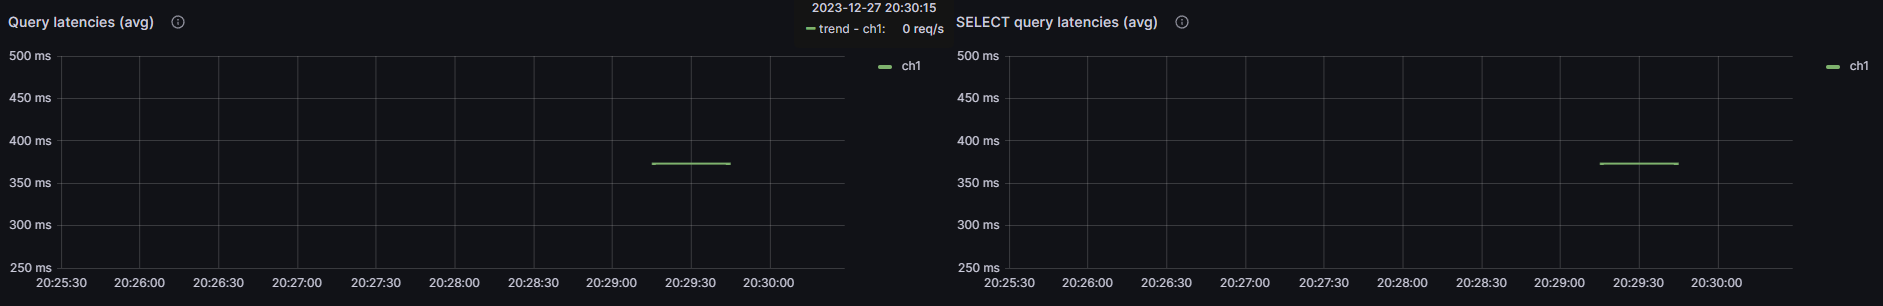 Query latencies (avg)
2023-12-27 20:30:15
trend - ch1: 0 req/s
500 ms
450 ms
400 ms
350 ms
300 ms
250 ms
20:25:30 20:26:00 20:26:30 20:27:00 20:27:30 20:28:00 20:28:30 20:29:00 20:29:30 20:30:00
ch1
SELECT query latencies (avg)
500 ms
450 ms
400 ms
350 ms
300 ms
250 ms
20:25:30 20:26:00 20:26:30 20:27:00 20:27:30 20:28:00 20:28:30 20:29:00 20:29:30 20:30:00
ch1